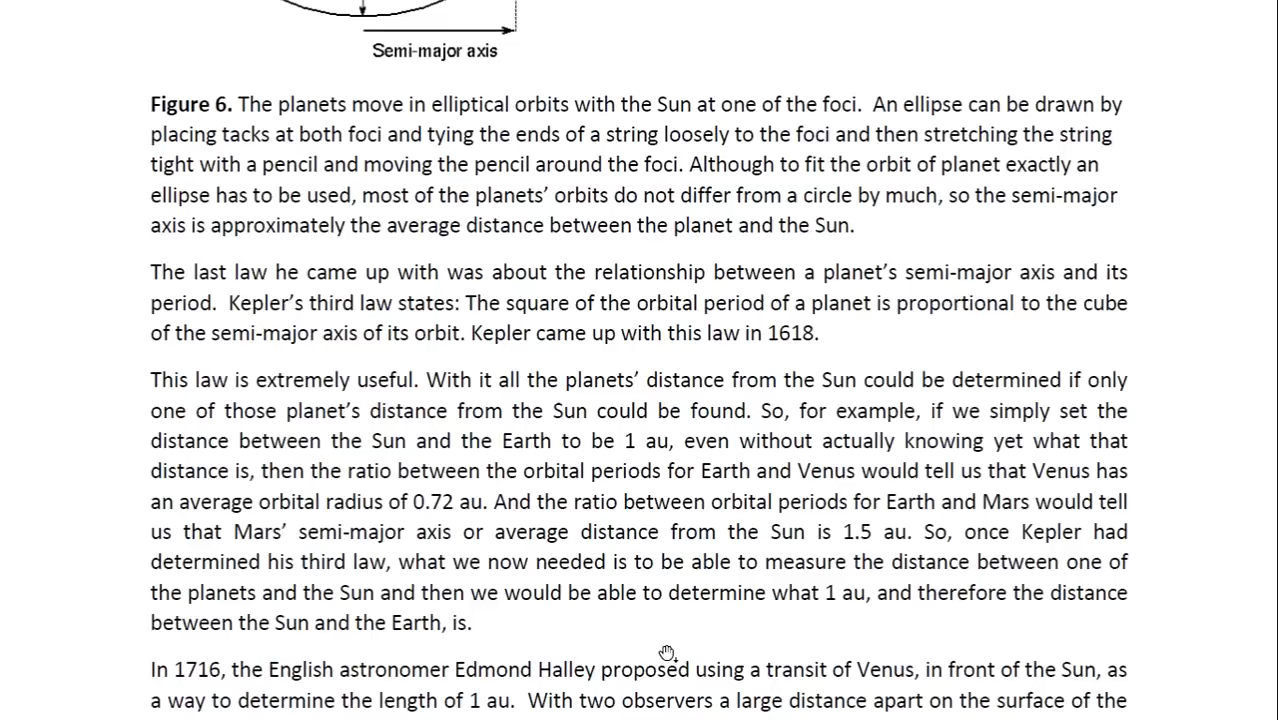 Semi-major axis
Figure 6. The planets move in elliptical orbits with the Sun at one of the foci.  An ellipse can be drawn by
placing tacks at both foci and tying the ends of a string loosely to the foci and then stretching the string
tight with a pencil and moving the pencil around the foci. Although to fit the orbit of planet exactly an
ellipse has to be used, most of the planets’ orbits do not differ from a circle by much, so the semi-major
axis is approximately the average distance between the planet and the Sun.
The last law he came up with was about the relationship between a planet’s semi-major axis and its
period.  Kepler’s third law states: The square of the orbital period of a planet is proportional to the cube
of the semi-major axis of its orbit. Kepler came up with this law in 1618.
This law is extremely useful. With it all the planets’ distance from the Sun could be determined if only
one of those planet’s distance from the Sun could be found. So, for example, if we simply set the
distance between the Sun and the Earth to be 1 au, even without actually knowing yet what that
distance is, then the ratio between the orbital periods for Earth and Venus would tell us that Venus has
an average orbital radius of 0.72 au. And the ratio between orbital periods for Earth and Mars would tell
us that Mars’ semi-major axis or average distance from the Sun is 1.5 au. So, once Kepler had
determined his third law, what we now needed is to be able to measure the distance between one of
the planets and the Sun and then we would be able to determine what 1 au, and therefore the distance
between the Sun and the Earth, is.
In 1716, the English astronomer Edmond Halley proposed using a transit of Venus, in front of the Sun, as
a way to determine the length of 1 au.  With two observers a large distance apart on the surface of the